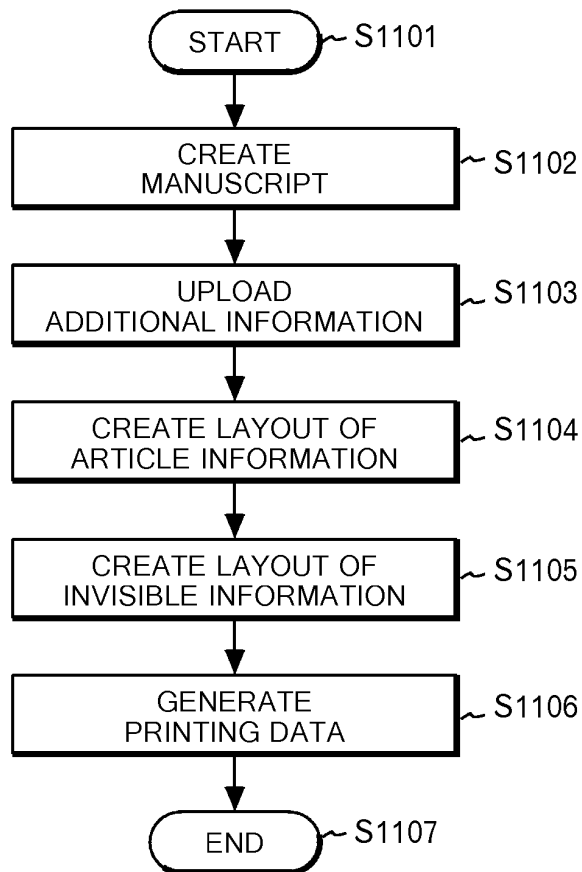 START
S1101
CREATE
MANUSCRIPT
S1102
UPLOAD
ADDITIONAL INFORMATION
S1103
CREATE LAYOUT OF
ARTICLE INFORMATION
S1104
CREATE LAYOUT OF
INVISIBLE INFORMATION
S1105
GENERATE
PRINTING DATA
S1106
END
S1107